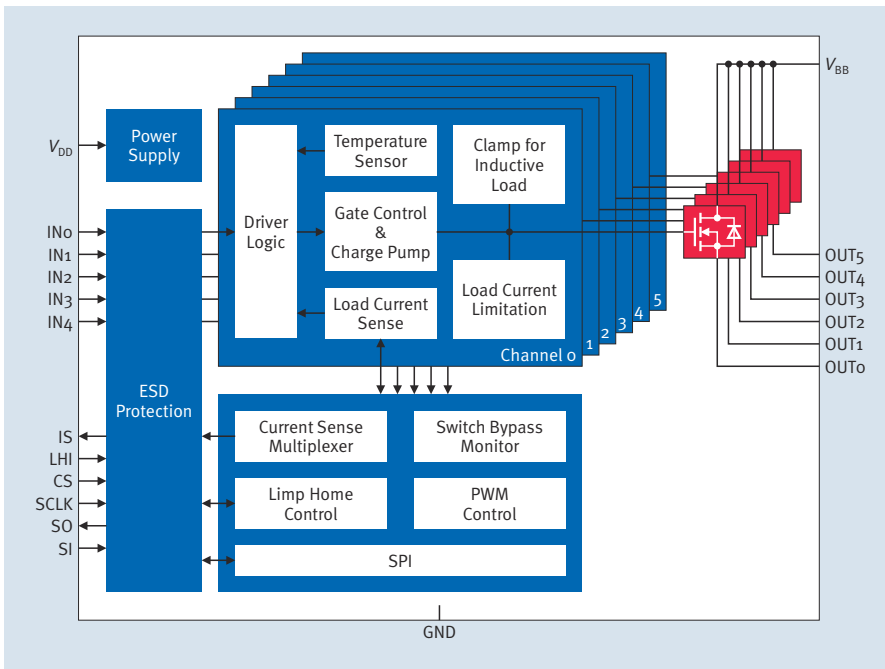 V_BB
V_DD
Power
Supply
Driver
Logic
Temperature
Sensor
Clamp for
Inductive
Load
Gate Control
&
Charge Pump
Load Current
Sense
Load Current
Limitation
Channel 0
1
2
3
4
5
IN0
IN1
IN2
IN3
IN4
OUT5
OUT4
OUT3
OUT2
OUT1
OUT0
ESD
Protection
IS
LHI
CS
SCLK
SO
SI
Current Sense
Multiplexer
Switch Bypass
Monitor
Limp Home
Control
PWM
Control
SPI
GND